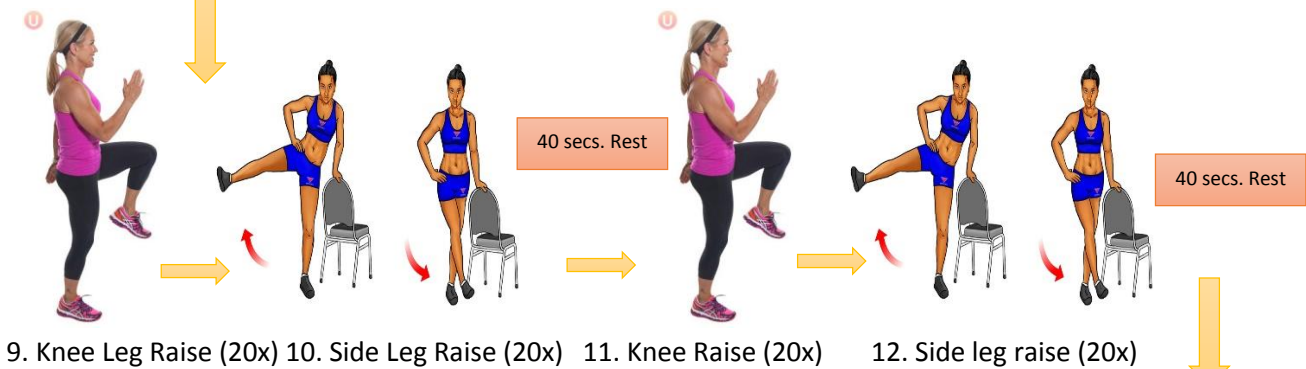 U
U
40 secs. Rest
40 secs. Rest
9. Knee Leg Raise (20x) 10. Side Leg Raise (20x) 11. Knee Raise (20x) 12. Side leg raise (20x)